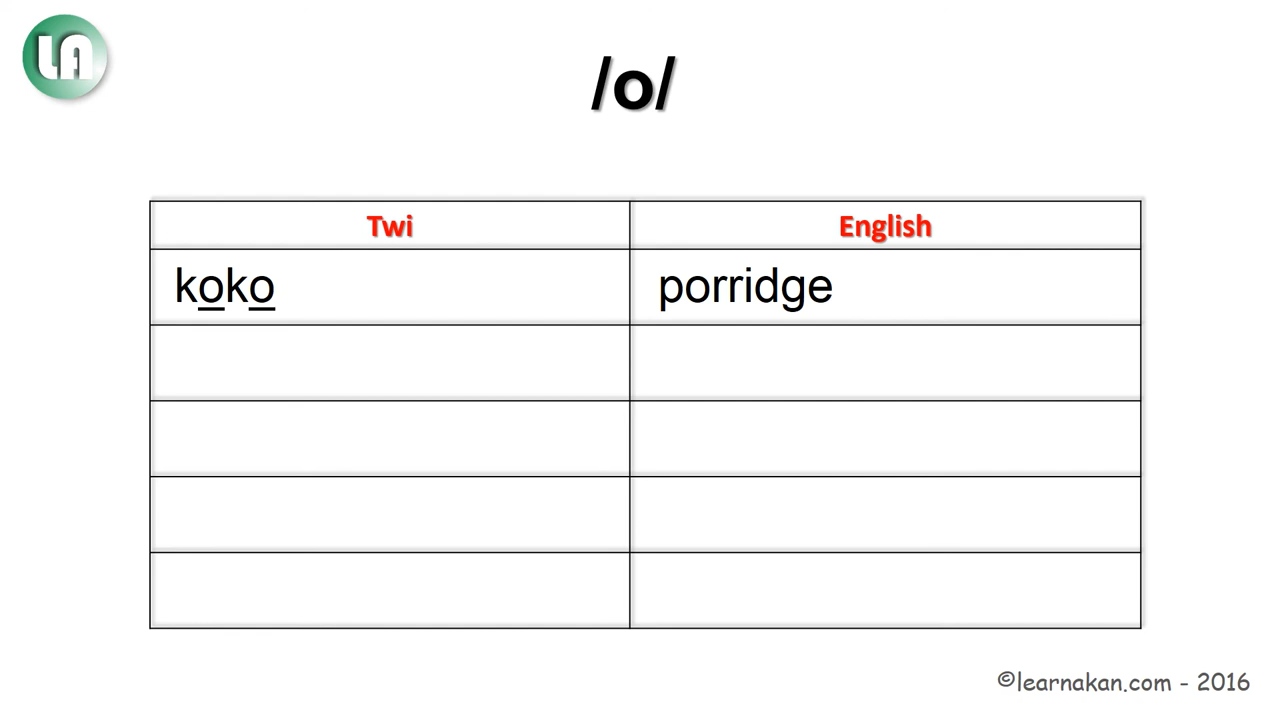 LA
/o/
Twi English
koko porridge
©learnakan.com - 2016